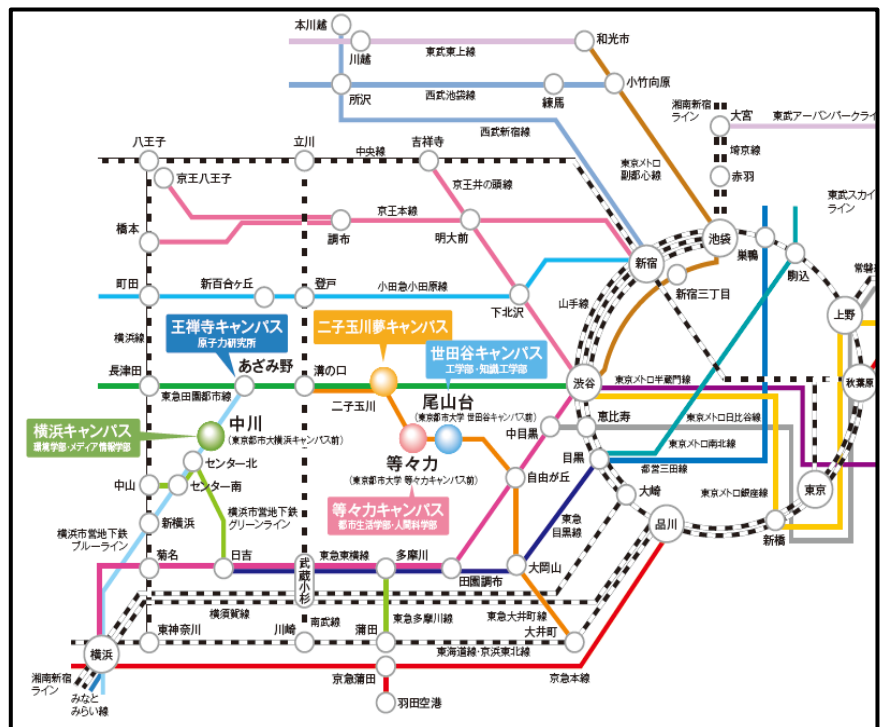 本川越
川越
東武東上線
和光市
所沢
西武池袋線
練馬
小竹向原
湘南新宿
ライン
大宮
東武アーバンパークライ
西武新宿線
埼京線
八王子
立川
吉祥寺
中央線
東京メトロ
副都心線
赤羽
京王八王子
京王井の頭線
東武スカイ
ライン
橋本
京王本線
調布
明大前
新宿
池袋
巣鴨
駒込
常磐
町田
新百合ヶ丘
登戸
小田急小田原線
下北沢
山手線
新宿三丁目
上野
横浜線
王禅寺キャンパス
原子力研究所
二子玉川夢キャンパス
世田谷キャンパス
工学部・知識工学部
長津田
あざみ野
溝の口
東急田園都市線
二子玉川
尾山台
(東京都市大学 世田谷キャンパス前)
渋谷
東京メトロ半蔵門線
秋葉原
横浜キャンパス
環境学部・メディア情報学部
中川
(東京都市大横浜キャンパス前)
等々力
(東京都市大学 等々力キャンパス前)
中目黒
恵比寿
東京メトロ日比谷線
東京メトロ南北線
目黒
都営三田線
センター北
中山
センター南
等々力キャンパス
都市生活学部・人間科学部
自由が丘
大崎
東京メトロ銀座線
東京
新横浜
横浜市営地下鉄
ブルーライン
横浜市営地下鉄
グリーンライン
東急
目黒線
品川
新橋
菊名
日吉
東急東横線
武蔵小杉
多摩川
田園調布
大岡山
横須賀線
東急多摩川線
東急大井町線
横浜
東神奈川
川崎
南武線
蒲田
大井町
東海道線・京浜東北線
湘南新宿
ライン
みなと
みらい線
京急蒲田
京急本線
羽田空港